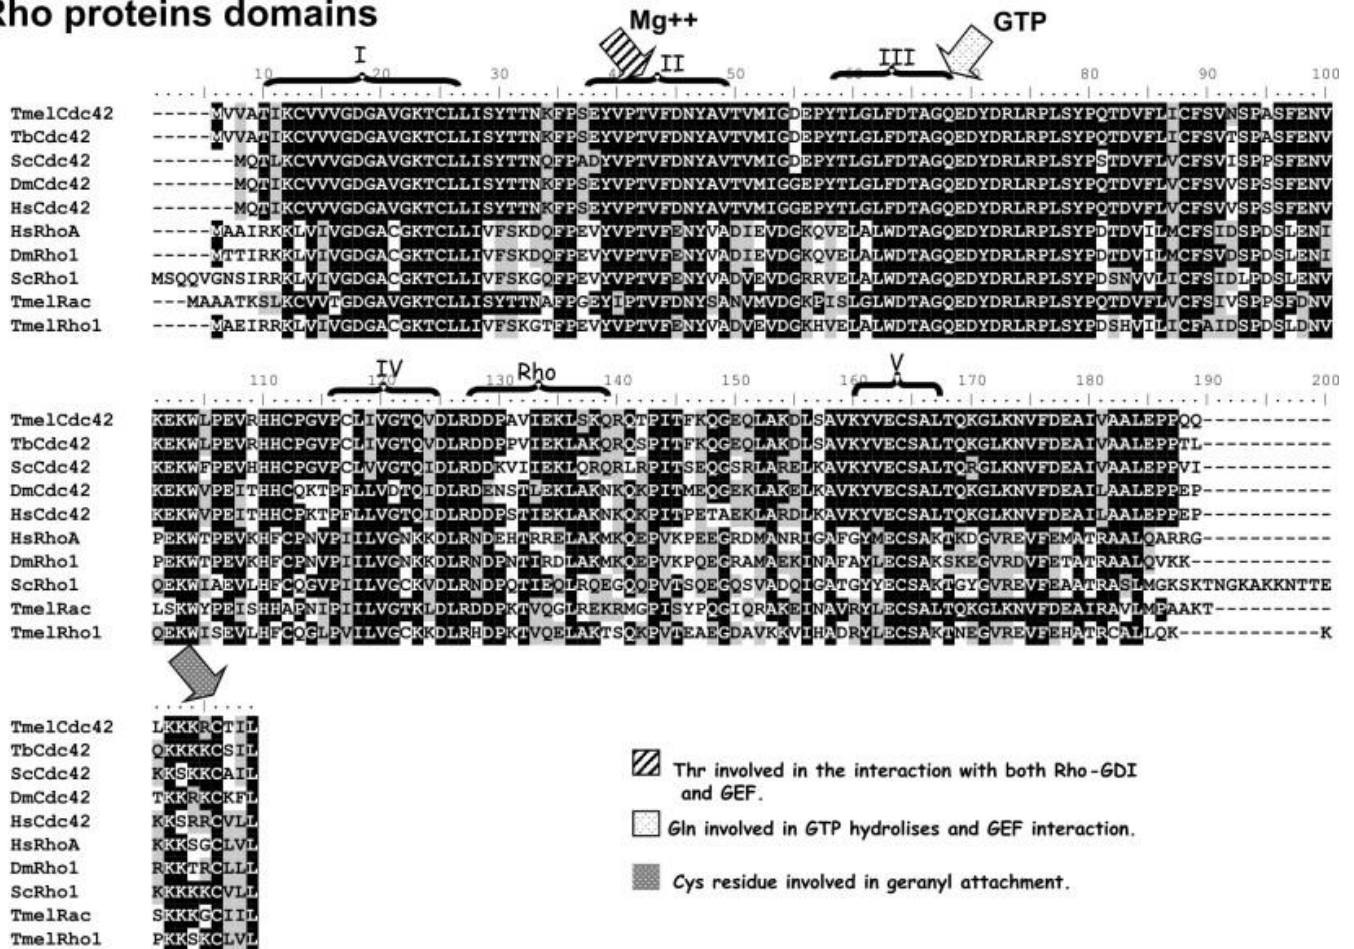 Rho proteins domains
Mg++ GTP
I II III
10 20 30 50 60 70 80 90 100
TmelCdc42 -----MVVATIKCVVVGDGAVGKTCLLISYTTNKFPSEYVPTVFDNYAVTVMIGDEPYTLGLFDTAGQEDYDRLRPLSYPQTDVFLICFSVNSPASFENV
TbCdc42 -----MVVATIKCVVVGDGAVGKTCLLISYTTNKFPSEYVPTVFDNYAVTVMIGDEPYTLGLFDTAGQEDYDRLRPLSYPQTDVFLVCFSVTSPASFENV
ScCdc42 -------MQTLKCVVVGDGAVGKTCLLISYTTNQFPADYVPTVFDNYAVTVMIGDEPYTLGLFDTAGQEDYDRLRPLSYPSTDVFLVCFSVISPPSFENV
DmCdc42 -------MQTIKCVVVGDGAVGKTCLLISYTTNKFPSEYVPTVFDNYAVTVMIGGEPYTLGLFDTAGQEDYDRLRPLSYPQTDVFLVCFSVVSPSSFENV
HsCdc42 -------MQTIKCVVVGDGAVGKTCLLISYTTNKFPSEYVPTVFDNYAVTVMIGGEPYTLGLFDTAGQEDYDRLRPLSYPQTDVFLVCFSVVSPSSFENV
HsRhoA -----MAAIRKKLVIVGDGACGKTCLLIVFSKDQFPEVYVPTVFENYVADIEVDGKQVELALWDTAGQEDYDRLRPLSYPDTDVILMCFSIDSPDSLENI
DmRho1 -----MTTIRKKLVIVGDGACGKTCLLIVFSKDQFPEVYVPTVFENYVADIEVDGKQVELALWDTAGQEDYDRLRPLSYPDTDVILMCFSVDSPDSLENI
ScRho1 MSQQVGNSIRRKLVIVGDGACGKTCLLIVFSKGQFPEVYVPTVFENYVADVEVDGRRVELALWDTAGQEDYDRLRPLSYPDSNVVLICFSIDLPDSLENV
TmelRac ---MAAATKSLKCVVTGDGAVGKTCLLISYTTNAFPGEYIPTVFDNYSANVMVDGKPISLGLWDTAGQEDYDRLRPLSYPQTDVFLVCFSIVSPPSFDNV
TmelRho1 -----MAEIRRKLVIVGDGACGKTCLLIVFSKGTFPEVYVPTVFENYVADVEVDGKHVELALWDTAGQEDYDRLRPLSYPDSHVILICFAIDSPDSLDNV
IV Rho V
110 120 130 140 150 160 170 180 190 200
TmelCdc42 KEKWLPEVRHHCPGVPCLIVGTQVDLRDDPAVIEKLSKQRQTPITFKQGEQLAKDLSAVKYVECSALTQKGLKNVFDEAIVAALEPPQQ-----------
TbCdc42 KEKWLPEVRHHCPGVPCLIVGTQVDLRDDPPVIEKLAKQRQSPITFKQGEQLAKDLSAVKYVECSALTQKGLKNVFDEAIVAALEPPTL-----------
ScCdc42 KEKWFPEVHHHCPGVPCLVVGTQIDLRDDKVIIEKLQRQRLRPITSEQGSRLARELKAVKYVECSALTQRGLKNVFDEAIVAALEPPVI-----------
DmCdc42 KEKWVPEITHHCQKTPFLLVDTQIDLRDENSTLEKLAKNKQKPITMEQGEKLAKELKAVKYVECSALTQKGLKNVFDEAILAALEPPEP-----------
HsCdc42 KEKWVPEITHHCPKTPFLLVGTQIDLRDDPSTIEKLAKNKQKPITPETAEKLARDLKAVKYVECSALTQKGLKNVFDEAILAALEPPEP-----------
HsRhoA PEKWTPEVKHFCPNVPIILVGNKKDLRNDEHTRRELAKMKQEPVKPEEGRDMANRIGAFGYMECSAKTKDGVREVFEMATRAALQARRG-----------
DmRho1 PEKWTPEVKHFCPNVPIILVGNKKDLRNDPNTIRDLAKMKQEPVKPQEGRAMAEKINAFAYLECSAKSKEGVRDVFETATRAALQVKK------------
ScRho1 QEKWIAEVLHFCQGVPIILVGCKVDLRNDPQTIEQLRQEGQQPVTSQEGQSVADQIGATGYYECSAKTGYGVREVFEAATRASLMGKSKTNGKAKKNTTE
TmelRac LSKWYPEISHHAPNIPIILVGTKLDLRDDPKTVQGLREKRMGPISYPQGIQRAKEINAVRYLECSALTQKGLKNVFDEAIRAVLMPAAKT----------
TmelRho1 QEKWISEVLHFCQGLPVILVGCKKDLRHDPKTVQELAKTSQKPVTEAEGDAVKKVIHADRYLECSAKTNEGVREVFEHATRCALLQK------------K
TmelCdc42 LKKKRCTIL
TbCdc42 QKKKKCSIL
ScCdc42 KKSKKCAIL
DmCdc42 TKKRKCKFL
HsCdc42 KKSRRCVLL
HsRhoA KKKSGCLVL
DmRho1 RKKTRCLLL
ScRho1 KKKKKCVLL
TmelRac SKKKGCIIL
TmelRho1 PKKSKCLVL
Thr involved in the interaction with both Rho-GDI
and GEF.
Gln involved in GTP hydrolises and GEF interaction.
Cys residue involved in geranyl attachment.